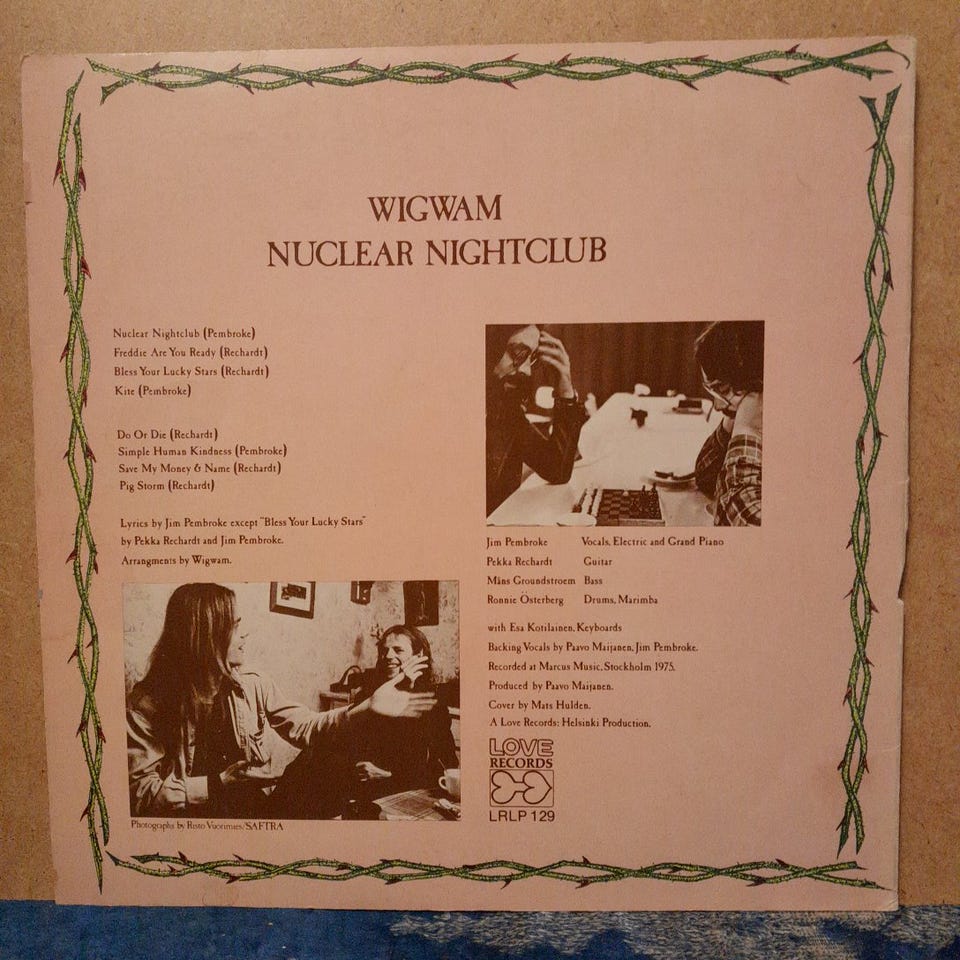 WIGWAM
NUCLEAR NIGHTCLUB
Nuclear Nightclub (Pembroke)
Freddie Are You Ready (Rechardt)
Bless Your Lucky Stars (Rechardt)
Kite (Pembroke)
Do Or Die (Rechardt)
Simple Human Kindness (Pembroke)
Save My Money & Name (Rechardt)
Pig Storm (Rechardt)
Lyrics by Jim Pembroke except "Bless Your Lucky Stars"
by Pekka Rechardt and Jim Pembroke.
Arrangments by Wigwam.
Photographs by Risto Vuorimies/SAFTRA
Jim Pembroke Vocals, Electric and Grand Piano
Pekka Rechardt Guitar
Måns Groundstroem Bass
Ronnie Österberg Drums, Marimba
with Esa Kotilainen, Keyboards
Backing Vocals by Paavo Maijanen, Jim Pembroke.
Recorded at Marcus Music, Stockholm 1975.
Produced by Paavo Maijanen.
Cover by Mats Hulden.
A Love Records: Helsinki Production.
LOVE
RECORDS
LRLP 129